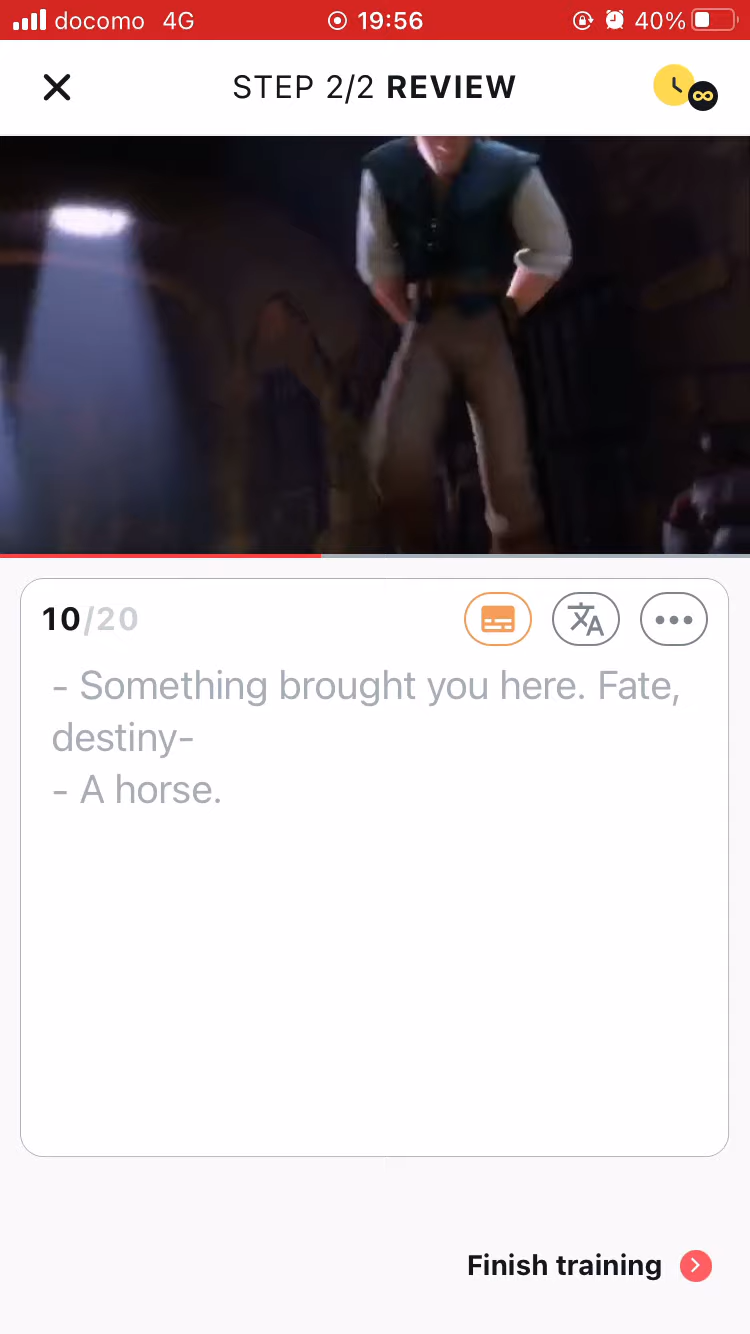 docomo 4G 19:56 40%
STEP 2/2 REVIEW
10/20
- Something brought you here. Fate,
destiny-
- A horse.
Finish training